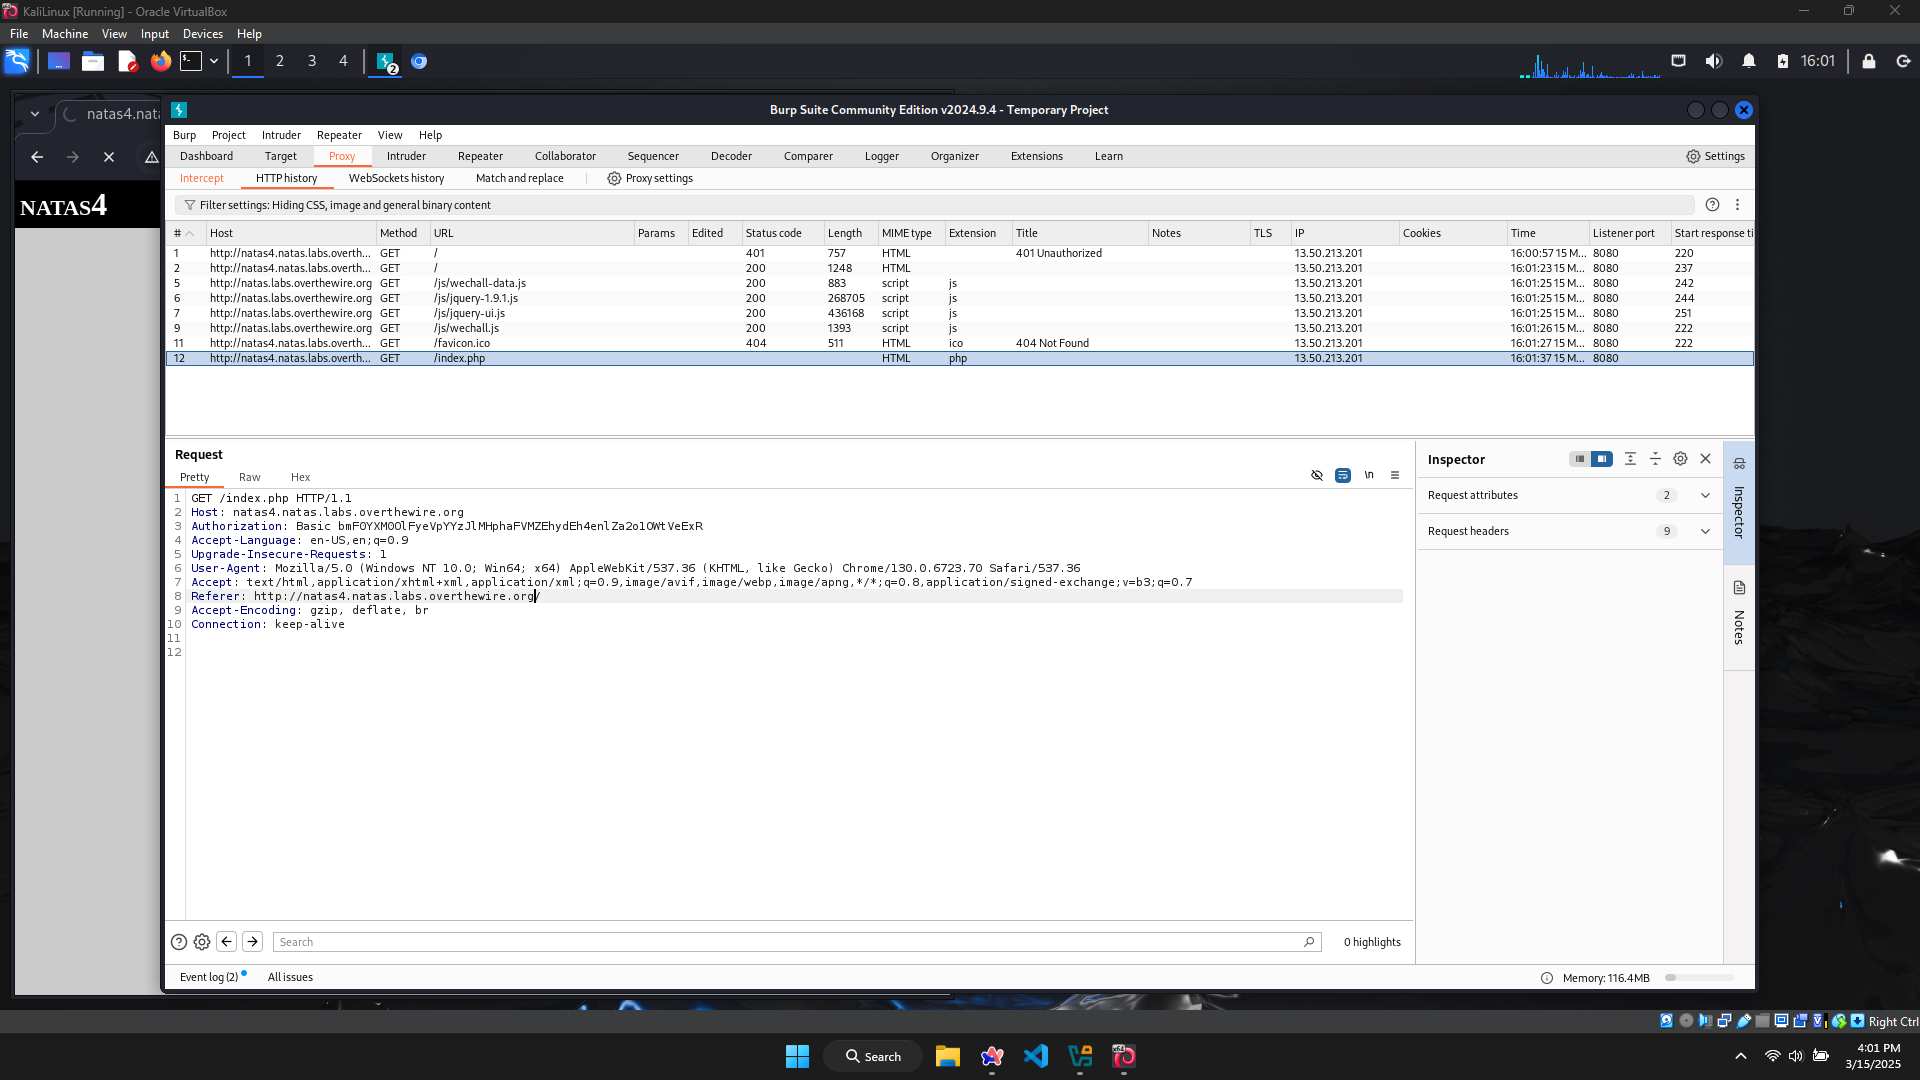 KaliLinux [Running] - Oracle VirtualBox
File Machine View Input Devices Help
1 2 3 4 2 16:01
natas4.nata
Burp Suite Community Edition v2024.9.4 - Temporary Project
Burp Project Intruder Repeater View Help
Dashboard Target Proxy Intruder Repeater Collaborator Sequencer Decoder Comparer Logger Organizer Extensions Learn Settings
Intercept HTTP history WebSockets history Match and replace Proxy settings
NATAS4
Filter settings: Hiding CSS, image and general binary content
# Host Method URL Params Edited Status code Length MIME type Extension Title Notes TLS IP Cookies Time Listener port Start response ti
1 http://natas4.natas.labs.overth... GET / 401 757 HTML 401 Unauthorized 13.50.213.201 16:00:57 15 M... 8080 220
2 http://natas4.natas.labs.overth... GET / 200 1248 HTML 13.50.213.201 16:01:23 15 M... 8080 237
5 http://natas.labs.overthewire.org GET /js/wechall-data.js 200 883 script js 13.50.213.201 16:01:25 15 M... 8080 242
6 http://natas.labs.overthewire.org GET /js/jquery-1.9.1.js 200 268705 script js 13.50.213.201 16:01:25 15 M... 8080 244
7 http://natas.labs.overthewire.org GET /js/jquery-ui.js 200 436168 script js 13.50.213.201 16:01:25 15 M... 8080 251
9 http://natas.labs.overthewire.org GET /js/wechall.js 200 1393 script js 13.50.213.201 16:01:26 15 M... 8080 222
11 http://natas4.natas.labs.overth... GET /favicon.ico 404 511 HTML ico 404 Not Found 13.50.213.201 16:01:27 15 M... 8080 222
12 http://natas4.natas.labs.overth... GET /index.php HTML php 13.50.213.201 16:01:37 15 M... 8080
Request
Pretty Raw Hex \n
1 GET /index.php HTTP/1.1
2 Host: natas4.natas.labs.overthewire.org
3 Authorization: Basic bmF0YXM0OlFyeVpYYzJlMHphaFVMZEhydEh4enlZa2o1OWtVeExR
4 Accept-Language: en-US,en;q=0.9
5 Upgrade-Insecure-Requests: 1
6 User-Agent: Mozilla/5.0 (Windows NT 10.0; Win64; x64) AppleWebKit/537.36 (KHTML, like Gecko) Chrome/130.0.6723.70 Safari/537.36
7 Accept: text/html,application/xhtml+xml,application/xml;q=0.9,image/avif,image/webp,image/apng,*/*;q=0.8,application/signed-exchange;v=b3;q=0.7
8 Referer: http://natas4.natas.labs.overthewire.org/
9 Accept-Encoding: gzip, deflate, br
10 Connection: keep-alive
11
12
Inspector
Request attributes 2
Request headers 9
Inspector
Notes
Search 0 highlights
Event log (2) All issues Memory: 116.4MB
Right Ctrl
Search
4:01 PM
3/15/2025